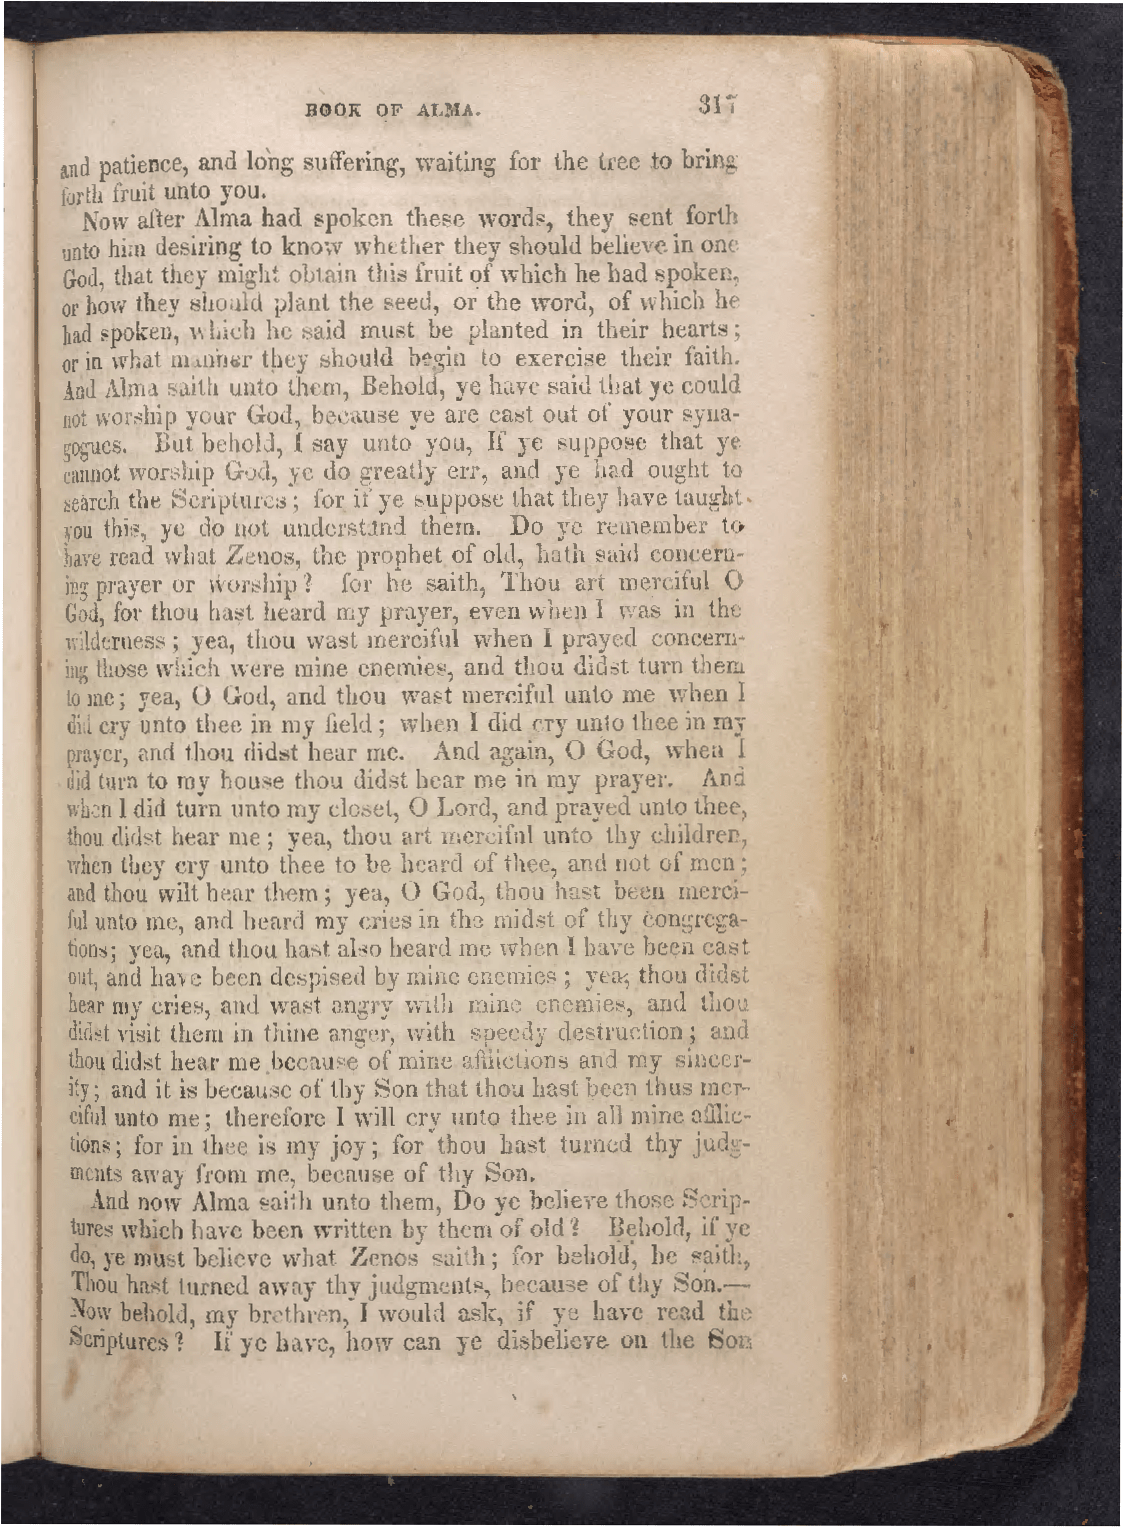 BOOK OF ALMA. 317
and patience, and long suffering, waiting for the tree to bring
forth fruit unto you.
Now after Alma had spoken these words, they sent forth
unto him desiring to know whether they should believe in one
God, that they might obtain this fruit of which he had spoken,
or how they should plant the seed, or the word, of which he
had spoken, which he said must be planted in their hearts;
or in what manner they should begin to exercise their faith.
And Alma saith unto them, Behold, ye have said that ye could
not worship your God, because ye are cast out of your syna-
gogues. But behold, I say unto you, If ye suppose that ye
cannot worship God, ye do greatly err, and ye had ought to
search the Scriptures; for if ye suppose that they have taught
you this, ye do not understand them. Do ye remember to
have read what Zenos, the prophet of old, hath said concern-
ing prayer or worship? for he saith, Thou art merciful O
God, for thou hast heard my prayer, even when I was in the
wilderness; yea, thou wast merciful when I prayed concern-
ing those which were mine enemies, and thou didst turn them
to me; yea, O God, and thou wast merciful unto me when I
did cry unto thee in my field; when I did cry unto thee in my
prayer, and thou didst hear me. And again, O God, when I
did turn to my house thou didst hear me in my prayer. And
when I did turn unto my closet, O Lord, and prayed unto thee,
thou didst hear me; yea, thou art merciful unto thy children,
when they cry unto thee to be heard of thee, and not of men;
and thou wilt hear them; yea, O God, thou hast been merci-
ful unto me, and heard my cries in the midst of thy congrega-
tions; yea, and thou hast also heard me when I have been cast
out, and have been despised by mine enemies; yea, thou didst
hear my cries, and wast angry with mine enemies, and thou
didst visit them in thine anger, with speedy destruction; and
thou didst hear me because of mine afflictions and my sincer-
ity; and it is because of thy Son that thou hast been thus mer-
ciful unto me; therefore I will cry unto thee in all mine afflic-
tions; for in thee is my joy; for thou hast turned thy judg-
ments away from me, because of thy Son.
And now Alma saith unto them, Do ye believe those Scrip-
tures which have been written by them of old? Behold, if ye
do, ye must believe what Zenos saith; for behold, he saith,
Thou hast turned away thy judgments, because of thy Son.—
Now behold, my brethren, I would ask, if ye have read the
Scriptures? If ye have, how can ye disbelieve on the Son